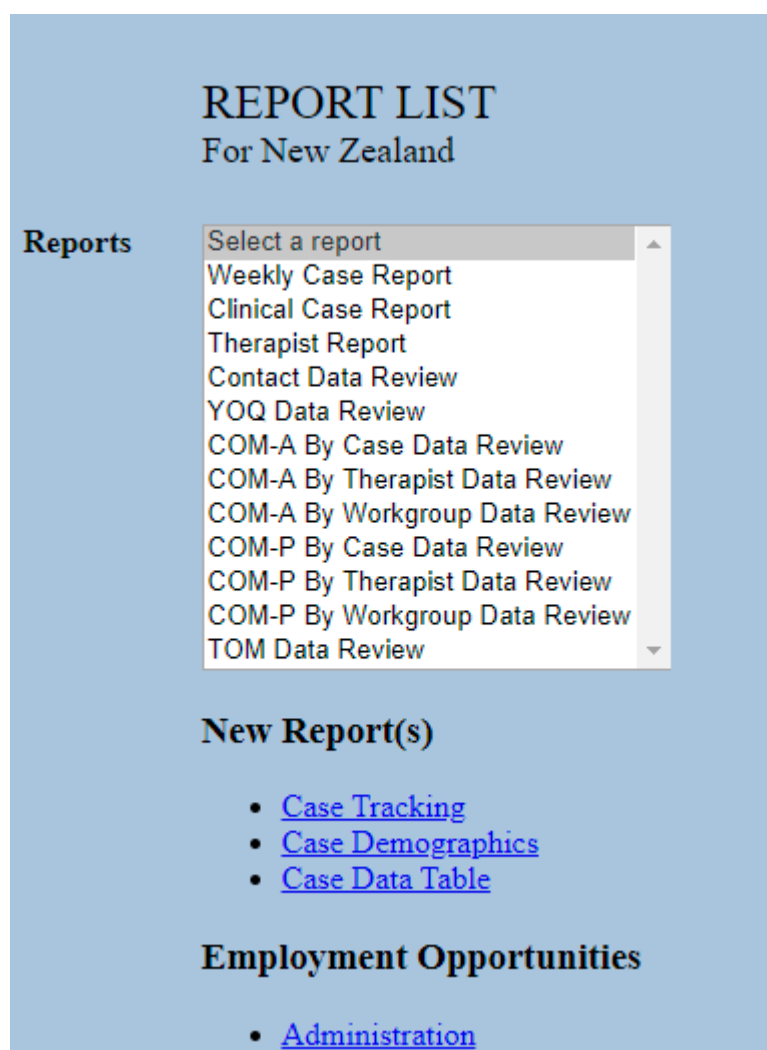 REPORT LIST
For New Zealand
Reports
Select a report
Weekly Case Report
Clinical Case Report
Therapist Report
Contact Data Review
YOQ Data Review
COM-A By Case Data Review
COM-A By Therapist Data Review
COM-A By Workgroup Data Review
COM-P By Case Data Review
COM-P By Therapist Data Review
COM-P By Workgroup Data Review
TOM Data Review
New Report(s)
Case Tracking
Case Demographics
Case Data Table
Employment Opportunities
Administration